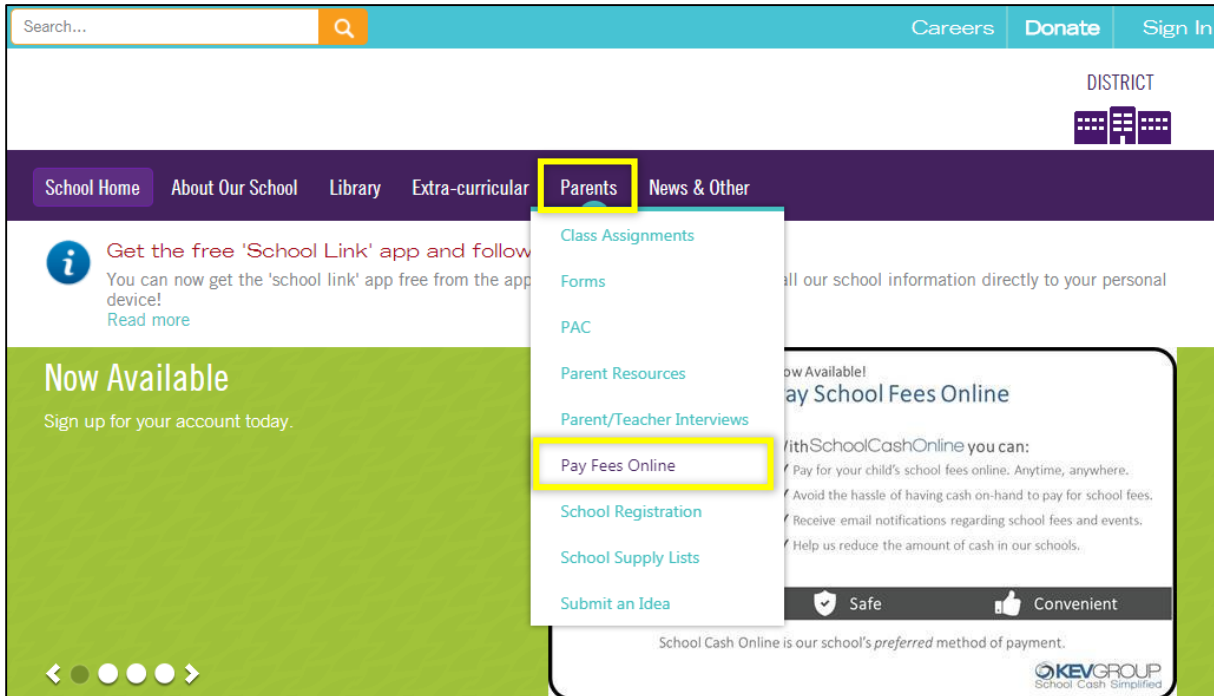 Search...
Careers Donate Sign In
DISTRICT
School Home About Our School Library Extra-curricular Parents News & Other
Get the free 'School Link' app and follow
You can now get the 'school link' app free from the app all our school information directly to your personal
device!
Read more
Class Assignments
Forms
PAC
Parent Resources
Parent/Teacher Interviews
Pay Fees Online
School Registration
School Supply Lists
Submit an Idea
Now Available
Sign up for your account today.
ow Available!
ay School Fees Online
ithSchoolCashOnline you can:
Pay for your child's school fees online. Anytime, anywhere.
Avoid the hassle of having cash on-hand to pay for school fees.
Receive email notifications regarding school fees and events.
Help us reduce the amount of cash in our schools.
Safe Convenient
School Cash Online is our school's preferred method of payment.
KEVGROUP
School Cash Simplified